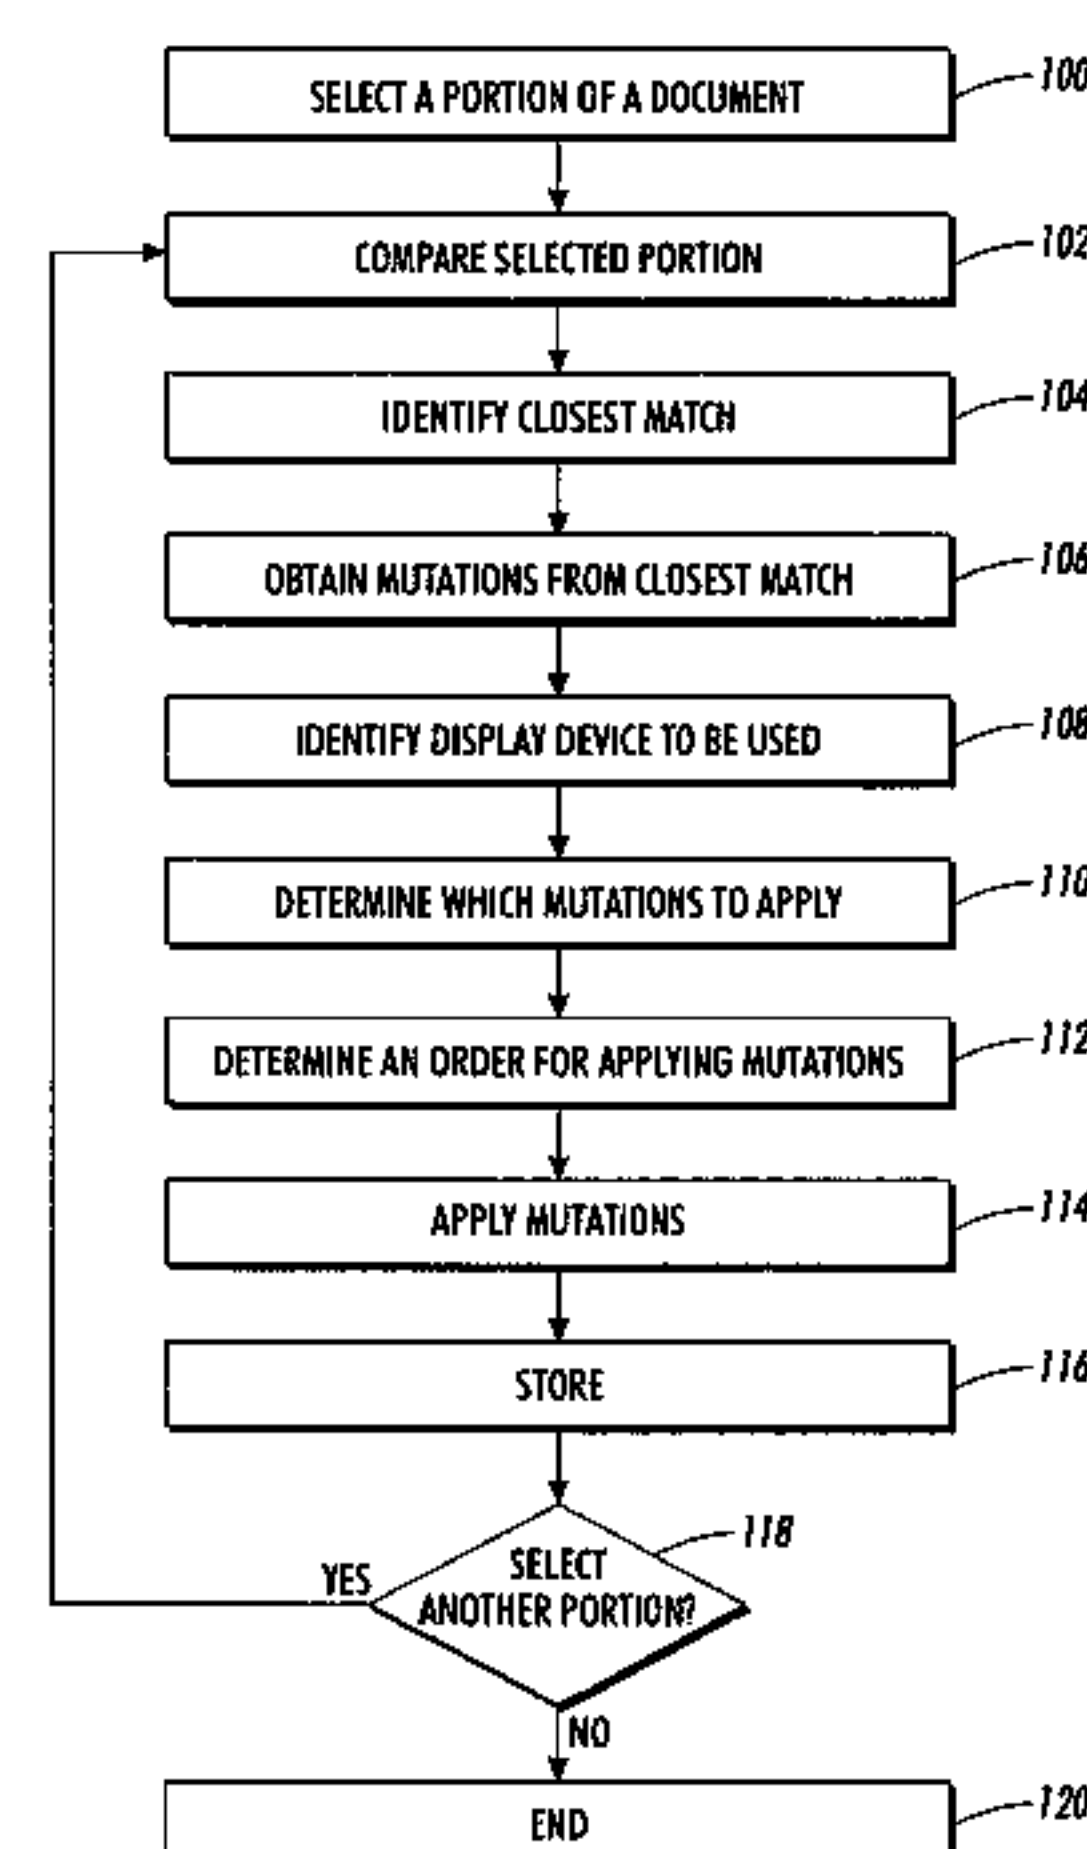 SELECT A PORTION OF A DOCUMENT
100
COMPARE SELECTED PORTION
102
IDENTIFY CLOSEST MATCH
104
OBTAIN MUTATIONS FROM CLOSEST MATCH
106
IDENTIFY DISPLAY DEVICE TO BE USED
108
DETERMINE WHICH MUTATIONS TO APPLY
110
DETERMINE AN ORDER FOR APPLYING MUTATIONS
112
APPLY MUTATIONS
114
STORE
116
118
SELECT
ANOTHER PORTION?
YES
NO
END
120